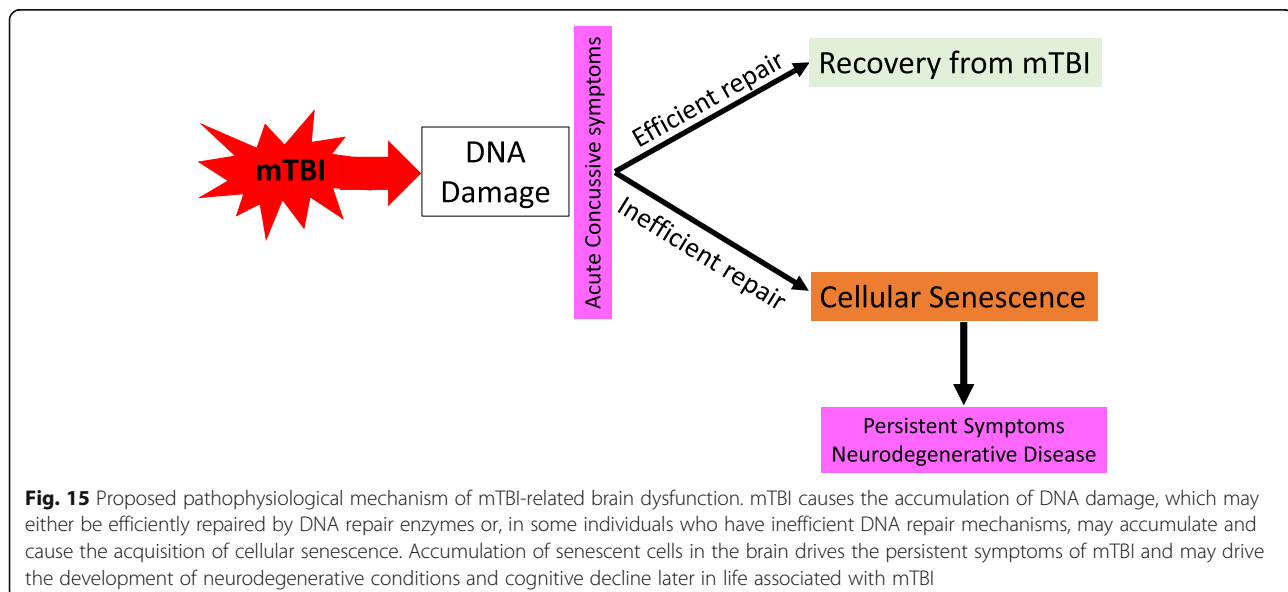 mTBI
DNA
Damage
Acute Concussive symptoms
Efficient repair
Inefficient repair
Recovery from mTBI
Cellular Senescence
Persistent Symptoms
Neurodegenerative Disease
Fig. 15 Proposed pathophysiological mechanism of mTBI-related brain dysfunction. mTBI causes the accumulation of DNA damage, which may
either be efficiently repaired by DNA repair enzymes or, in some individuals who have inefficient DNA repair mechanisms, may accumulate and
cause the acquisition of cellular senescence. Accumulation of senescent cells in the brain drives the persistent symptoms of mTBI and may drive
the development of neurodegenerative conditions and cognitive decline later in life associated with mTBI